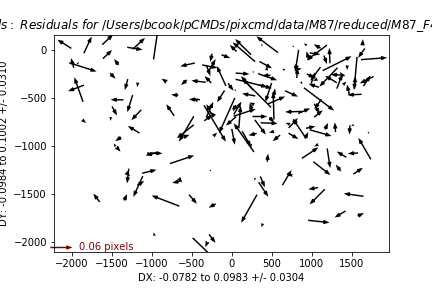 s: Residuals for /Users/bcook/pCMDs/pixcmd/data/M87/reduced/M87_F
DY: -0.0984 to 0.1002 +/- 0.0310
0
−500
−1000
−1500
−2000
0.06 pixels
−2000 −1500 −1000 −500 0 500 1000 1500
DX: -0.0782 to 0.0983 +/- 0.0304